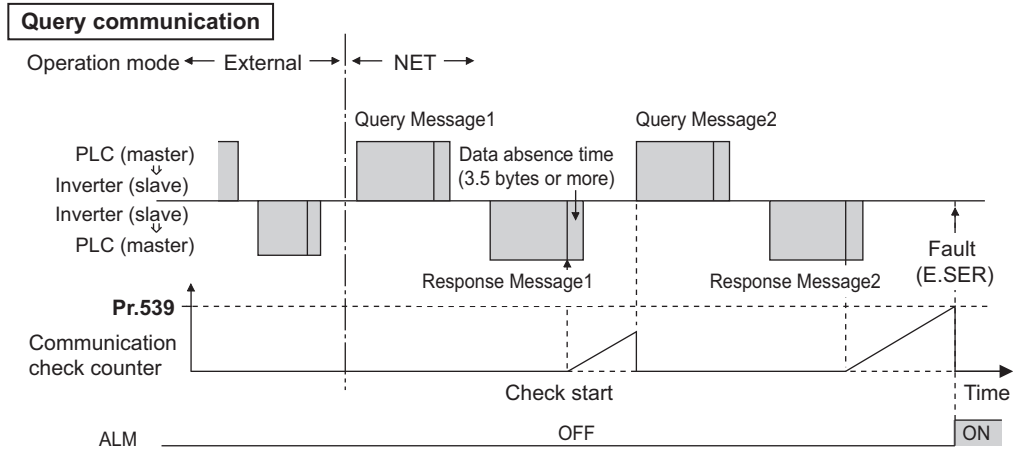 Query communication
Operation mode External NET
Query Message1 Query Message2
PLC (master)
Inverter (slave)
Inverter (slave)
PLC (master)
Data absence time
(3.5 bytes or more)
Response Message1 Response Message2
Fault
(E.SER)
Pr.539
Communication
check counter
Check start
Time
ALM OFF ON